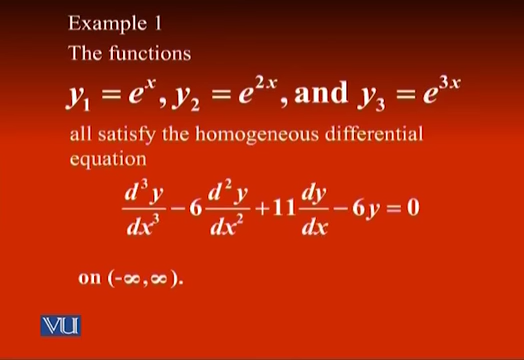 Example 1
The functions
y₁ = eˣ, y₂ = e²ˣ, and y₃ = e³ˣ
all satisfy the homogeneous differential
equation
d³y/dx³ − 6 d²y/dx² + 11 dy/dx − 6y = 0
on (-∞,∞).
VU